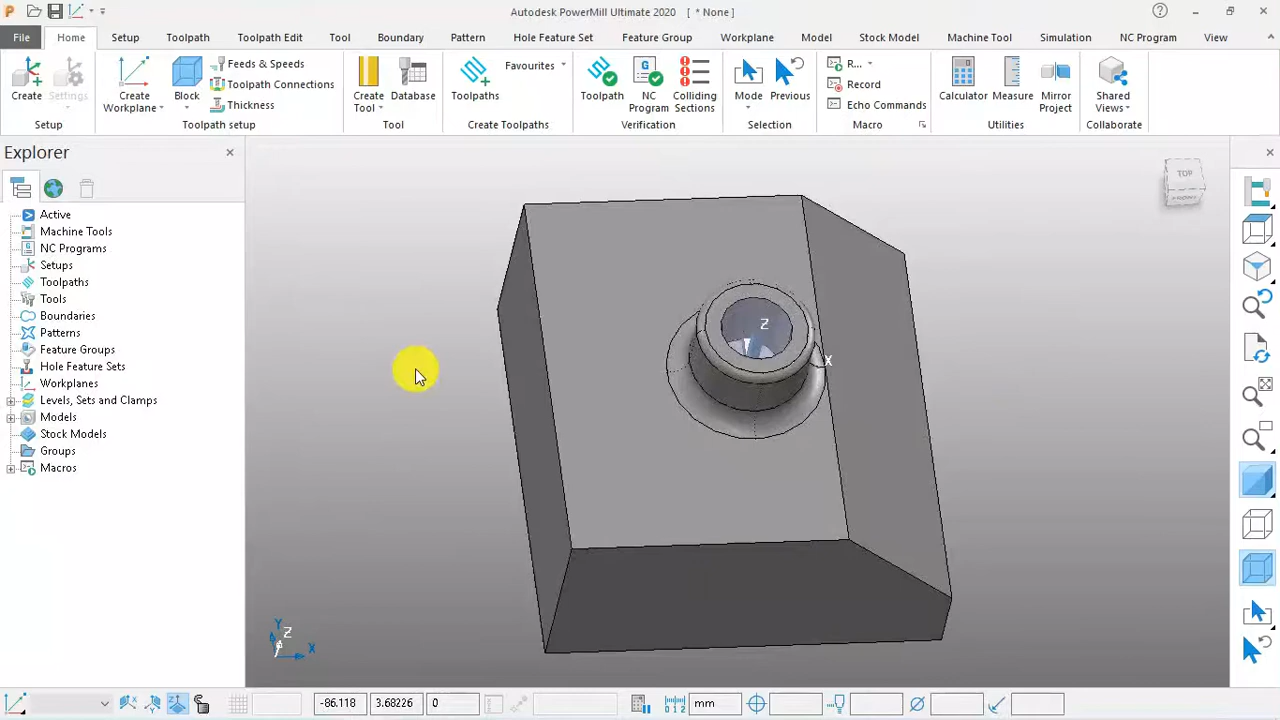 Autodesk PowerMill Ultimate 2020 [ * None ]
File Home Setup Toolpath Toolpath Edit Tool Boundary Pattern Hole Feature Set Feature Group Workplane Model Stock Model Machine Tool Simulation NC Program View
Create Settings
Setup
Create Workplane
Block
Feeds & Speeds
Toolpath Connections
Thickness
Toolpath setup
Create Tool
Database
Tool
Toolpaths
Favourites
Create Toolpaths
Toolpath
NC Program
Colliding Sections
Verification
Mode
Previous
Selection
R...
Record
Echo Commands
Macro
Calculator
Measure
Mirror Project
Utilities
Shared Views
Collaborate
Explorer
Active
Machine Tools
NC Programs
Setups
Toolpaths
Tools
Boundaries
Patterns
Feature Groups
Hole Feature Sets
Workplanes
Levels, Sets and Clamps
Models
Stock Models
Groups
Macros
TOP
Z
X
Y
Z
X
-86.118 3.68226 0 mm